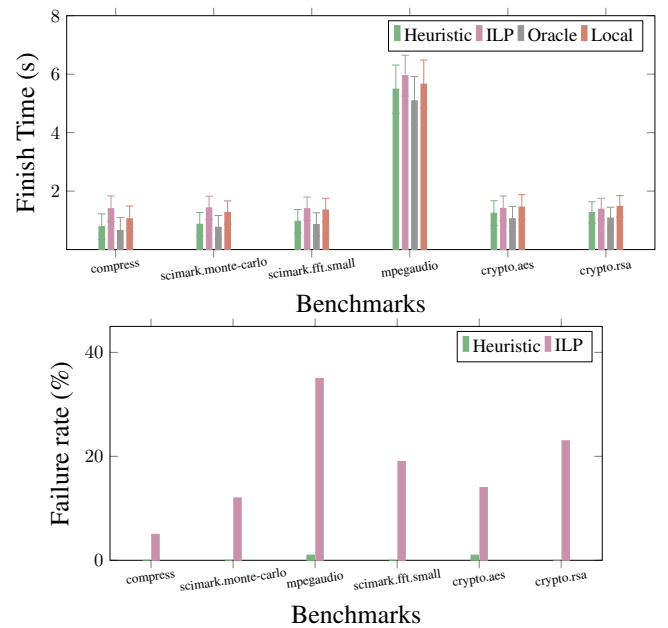 8
Heuristic ILP Oracle Local
6
4
2
Finish Time (s)
compress scimark.monte-carlo scimark.fft.small mpegaudio crypto.aes crypto.rsa
Benchmarks
Heuristic ILP
40
20
0
Failure rate (%)
compress scimark.monte-carlo mpegaudio scimark.fft.small crypto.aes crypto.rsa
Benchmarks